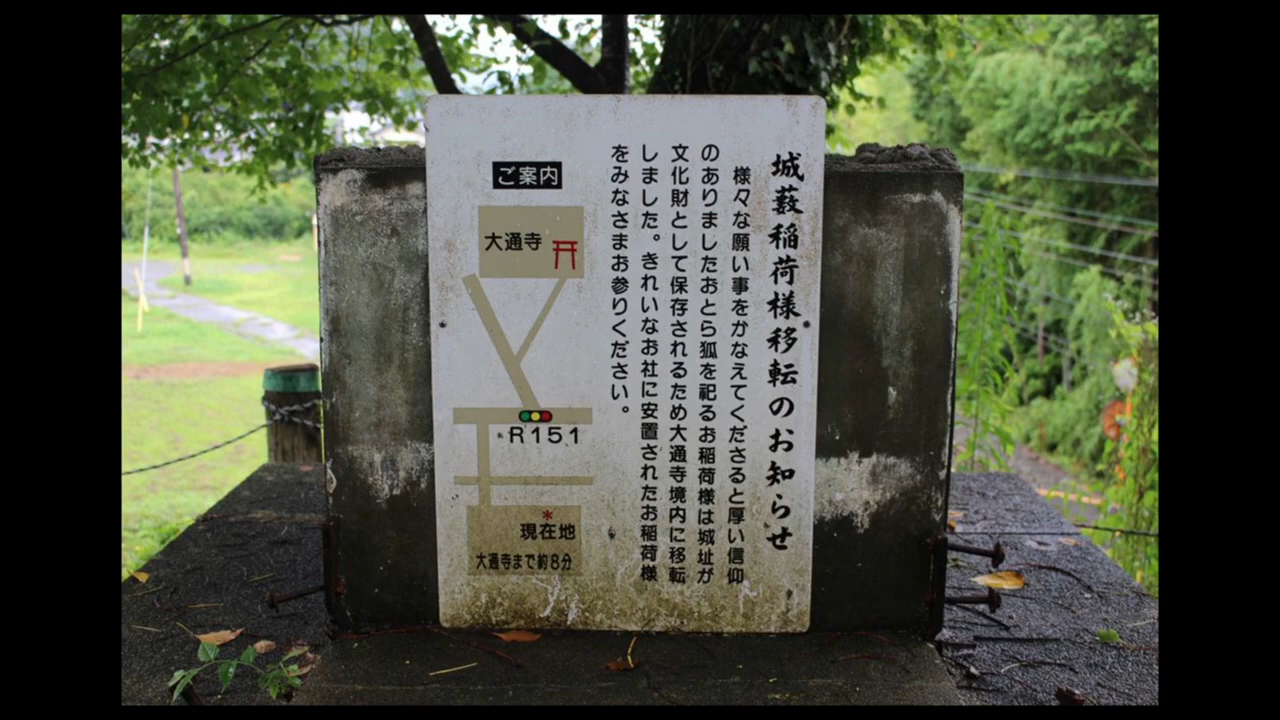 城藪稲荷様移転のお知らせ
様々な願い事をかなえてくださると厚い信仰
のありましたおとら狐を祀るお稲荷様は城址が
文化財として保存されるため大通寺境内に移転
しました。きれいなお社に安置されたお稲荷様
をみなさまお参りください。
ご案内
大通寺
R151
*
現在地
大通寺まで約8分